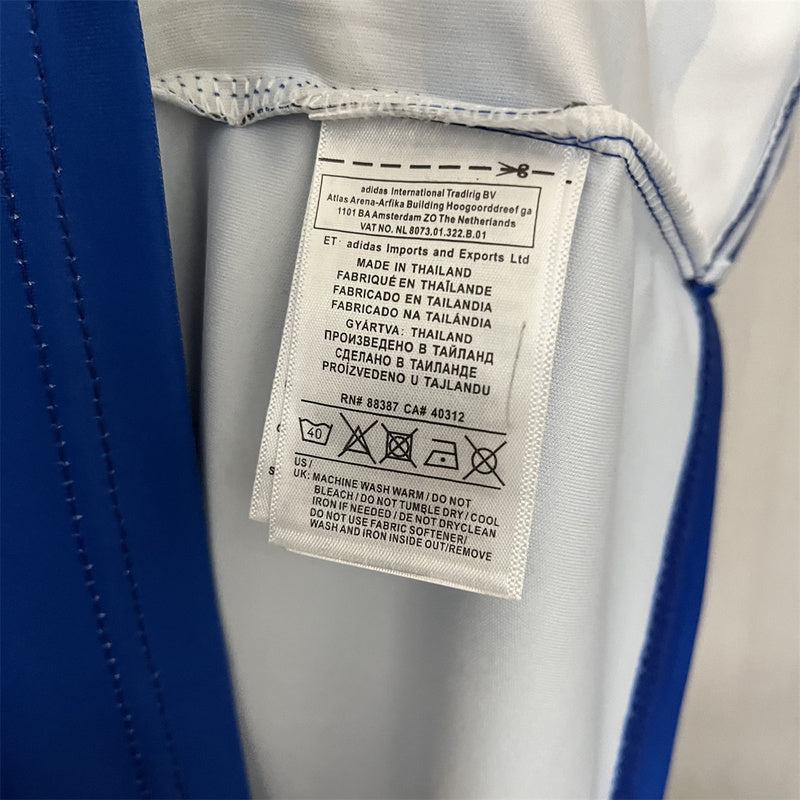 adidas International Tradirig BV
Atlas Arena-Arfika Building Hoogoorddreef ga
1101 BA Amsterdam ZO The Netherlands
VAT NO. NL 8073.01.322.B.01
ET: adidas Imports and Exports Ltd
MADE IN THAILAND
FABRIQUÉ EN THAÏLANDE
FABRICADO EN TAILANDIA
FABRICADO NA TAILÁNDIA
GYÁRTVA: THAILAND
ПРОИЗВЕДЕНО В ТАЙЛАНД
СДЕЛАНО В ТАИЛАНДЕ
PROÍZVEDENO U TAJLANDU
RN# 88387 CA# 40312
40
US /
UK: MACHINE WASH WARM / DO NOT
BLEACH / DO NOT TUMBLE DRY / COOL
IRON IF NEEDED / DE NOT DRYCLEAN
DO NOT USE FABRIC SOFTENER/
WASH AND IRON INSIDE OUT/REMOVE